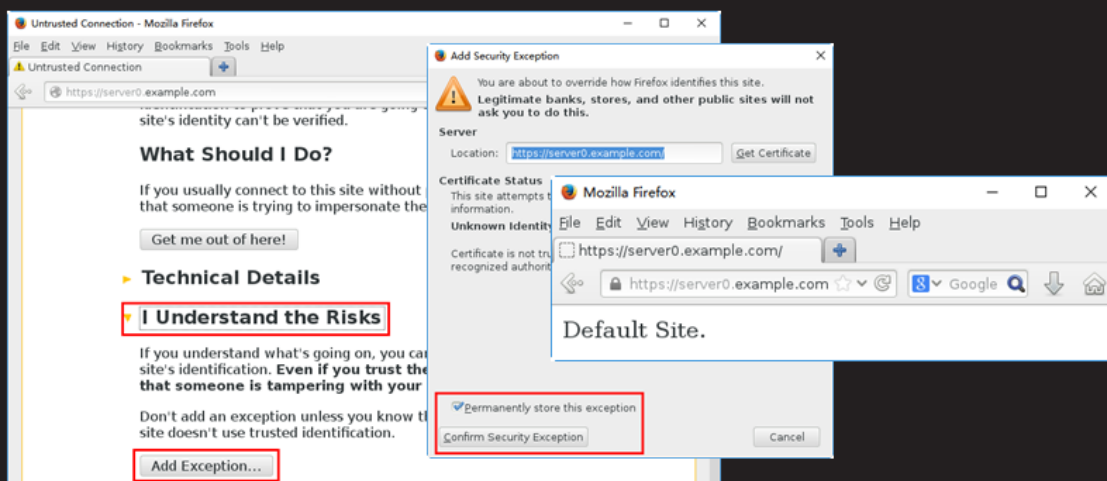 Untrusted Connection - Mozilla Firefox
File Edit View History Bookmarks Tools Help
Untrusted Connection
https://server0.example.com
site's identity can't be verified.
What Should I Do?
If you usually connect to this site without
that someone is trying to impersonate the
Get me out of here!
Technical Details
I Understand the Risks
If you understand what's going on, you can
site's identification. Even if you trust the
that someone is tampering with your
Don't add an exception unless you know
site doesn't use trusted identification.
Add Exception...
Add Security Exception
You are about to override how Firefox identifies this site.
Legitimate banks, stores, and other public sites will not
ask you to do this.
Server
Location: https://server0.example.com/ Get Certificate
Certificate Status
This site attempts
information.
Unknown Identity
Certificate is not
Permanently store this exception
Confirm Security Exception Cancel
Mozilla Firefox
File Edit View History Bookmarks Tools Help
https://server0.example.com/
https://server0.example.com 8 Google
Default Site.